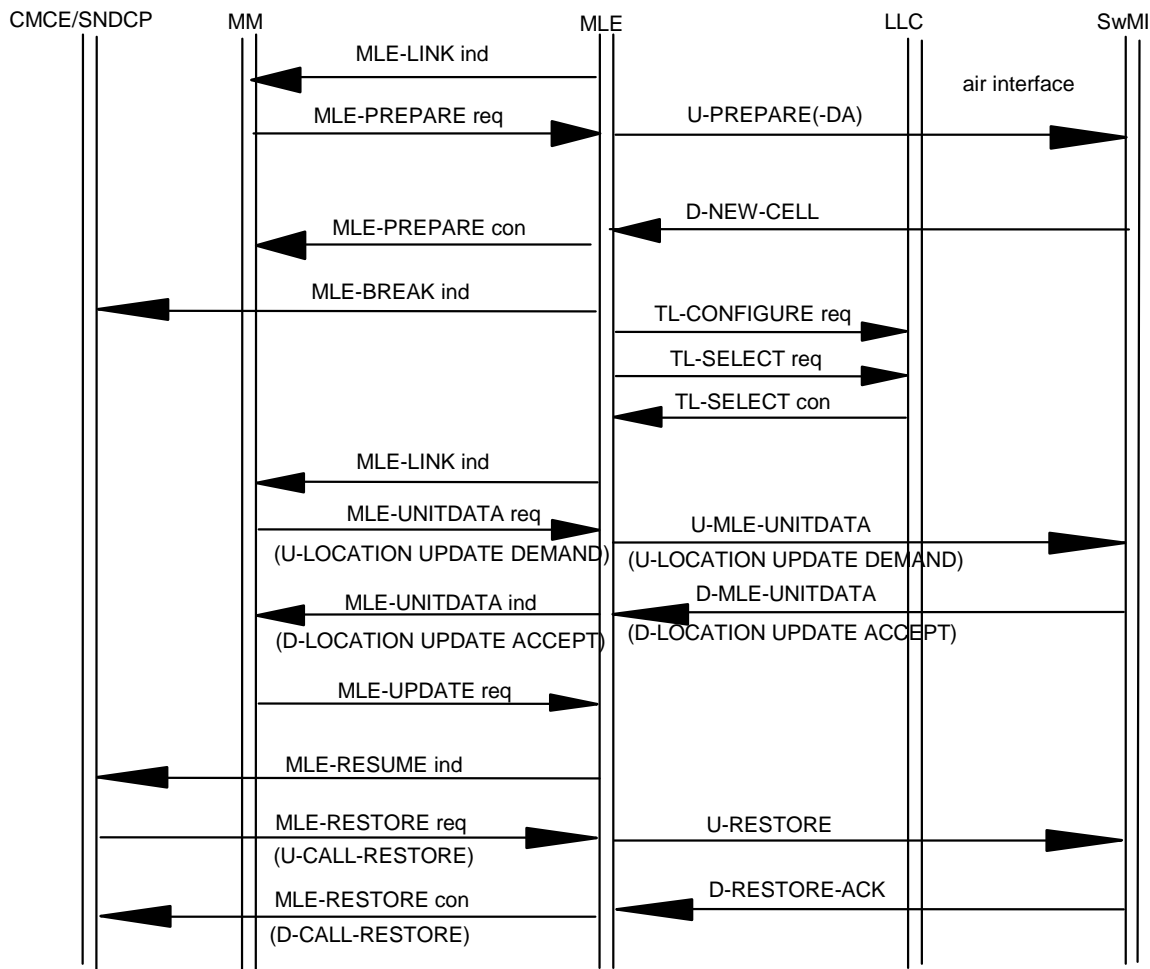 CMCE/SNDCP MM MLE LLC SwMI
MLE-LINK ind
air interface
MLE-PREPARE req U-PREPARE(-DA)
D-NEW-CELL
MLE-PREPARE con
MLE-BREAK ind
TL-CONFIGURE req
TL-SELECT req
TL-SELECT con
MLE-LINK ind
MLE-UNITDATA req U-MLE-UNITDATA
(U-LOCATION UPDATE DEMAND) (U-LOCATION UPDATE DEMAND)
MLE-UNITDATA ind D-MLE-UNITDATA
(D-LOCATION UPDATE ACCEPT) (D-LOCATION UPDATE ACCEPT)
MLE-UPDATE req
MLE-RESUME ind
MLE-RESTORE req U-RESTORE
(U-CALL-RESTORE)
MLE-RESTORE con D-RESTORE-ACK
(D-CALL-RESTORE)